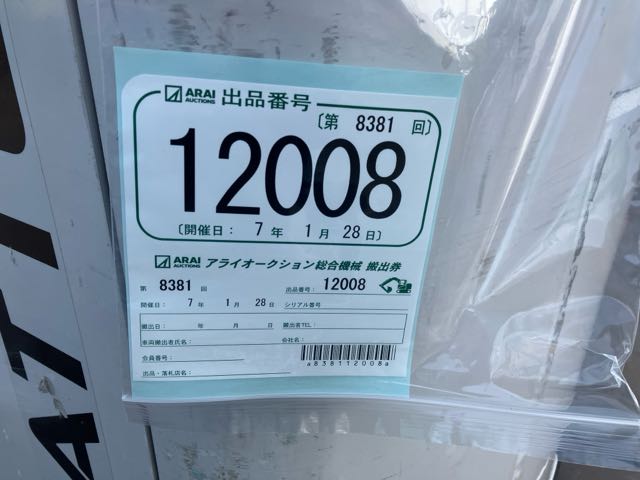 ARAI AUCTIONS 出品番号
〔第 8381 回〕
12008
〔開催日: 7 年 1 月 28 日〕
ARAI AUCTIONS アライオークション総合機械 搬出券
第 8381 回 出品番号: 12008
開催日: 7 年 1 月 28 日 シリアル番号
搬出日: 年 月 日 搬出者TEL:
車両搬出者氏名: 会社名:
会員番号:
出品・落札店名:
a838112008a
AT